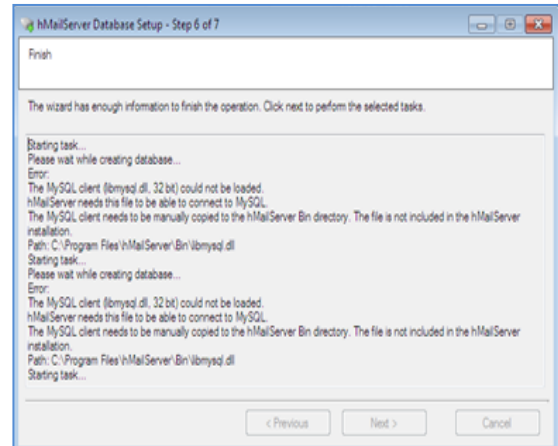 hMailServer Database Setup - Step 6 of 7
Finish
The wizard has enough information to finish the operation. Click next to perform the selected tasks.
Starting task...
Please wait while creating database...
Error:
The MySQL client (libmysql.dll, 32 bit) could not be loaded.
hMailServer needs this file to be able to connect to MySQL.
The MySQL client needs to be manually copied to the hMailServer Bin directory. The file is not included in the hMailServer
installation.
Path: C:\Program Files\hMailServer\Bin\libmysql.dll
Starting task...
Please wait while creating database...
Error:
The MySQL client (libmysql.dll, 32 bit) could not be loaded.
hMailServer needs this file to be able to connect to MySQL.
The MySQL client needs to be manually copied to the hMailServer Bin directory. The file is not included in the hMailServer
installation.
Path: C:\Program Files\hMailServer\Bin\libmysql.dll
Starting task...
< Previous
Next >
Cancel